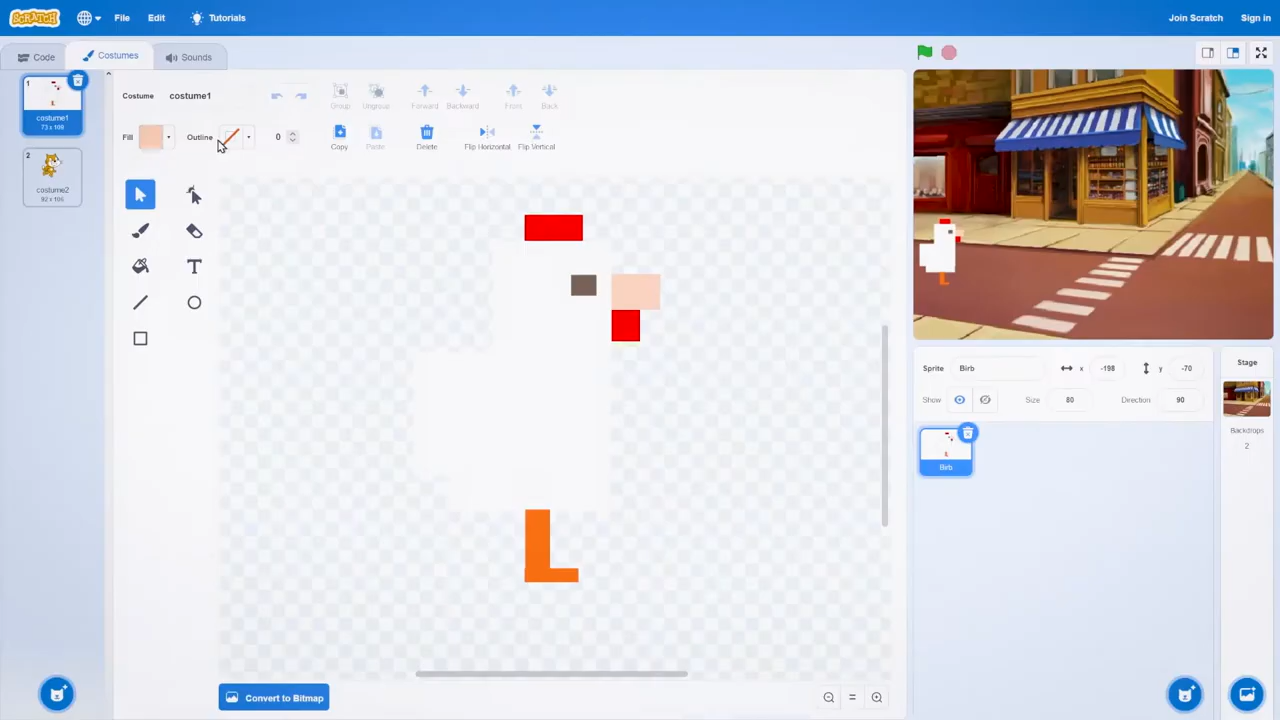 SCRATCH File Edit Tutorials Join Scratch Sign in
Code Costumes Sounds
1
costume1
73 x 109
2
costume2
92 x 106
Costume costume1 Group Ungroup Forward Backward Front Back
Fill Outline 0 Copy Paste Delete Flip Horizontal Flip Vertical
T
Convert to Bitmap
Sprite Birb x -198 y -70
Show Size 80 Direction 90
Birb
Stage
Backdrops
2